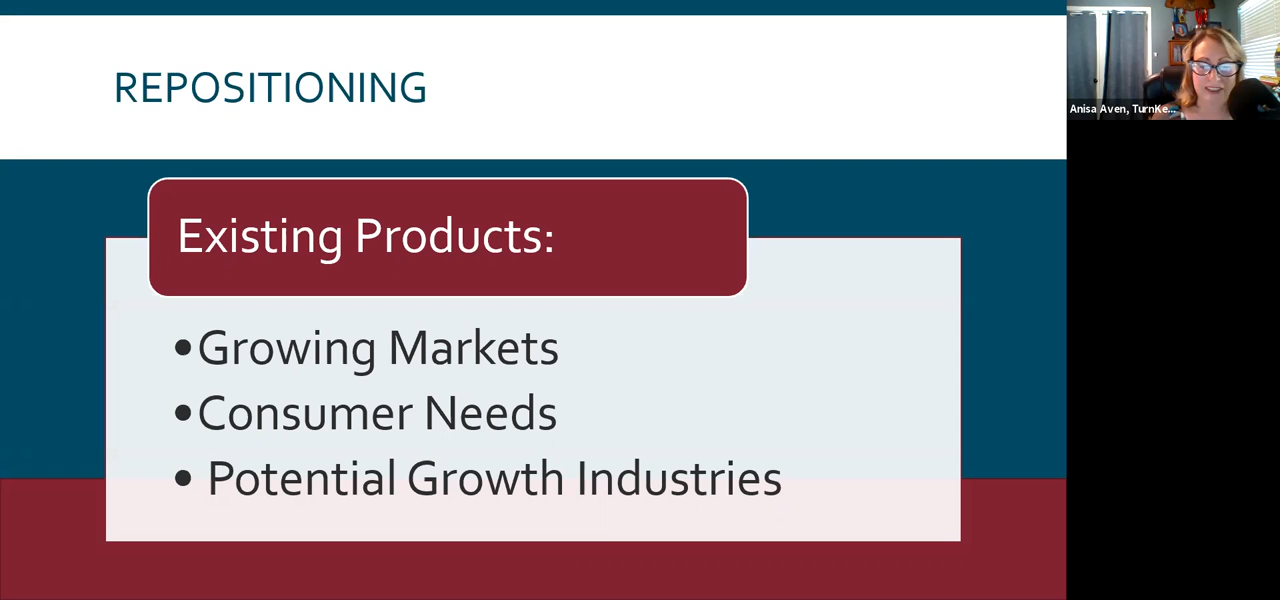 REPOSITIONING
Existing Products:
•Growing Markets
•Consumer Needs
• Potential Growth Industries
Anisa Aven, TurnKe...